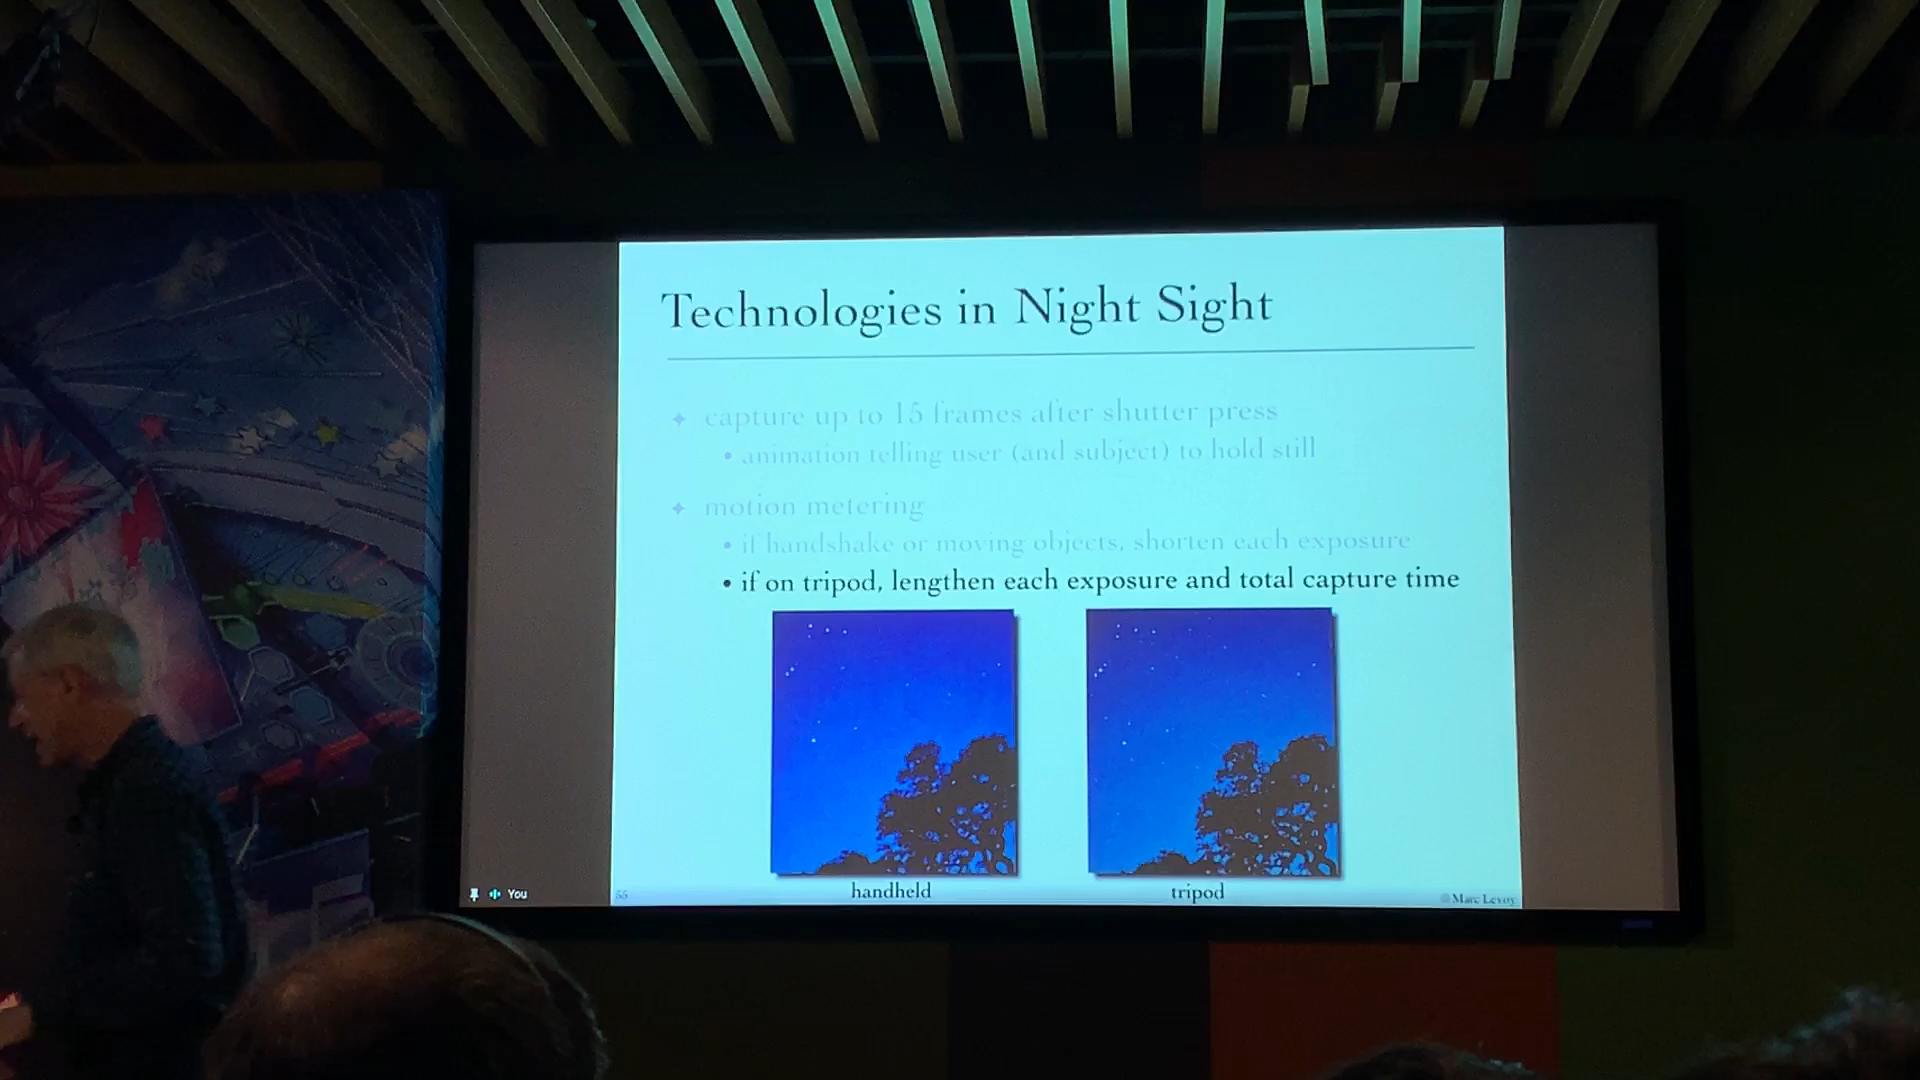 Technologies in Night Sight
✦ capture up to 15 frames after shutter press
• animation telling user (and subject) to hold still
✦ motion metering
• if handshake or moving objects, shorten each exposure
• if on tripod, lengthen each exposure and total capture time
handheld
tripod
You
55
© Marc Levoy